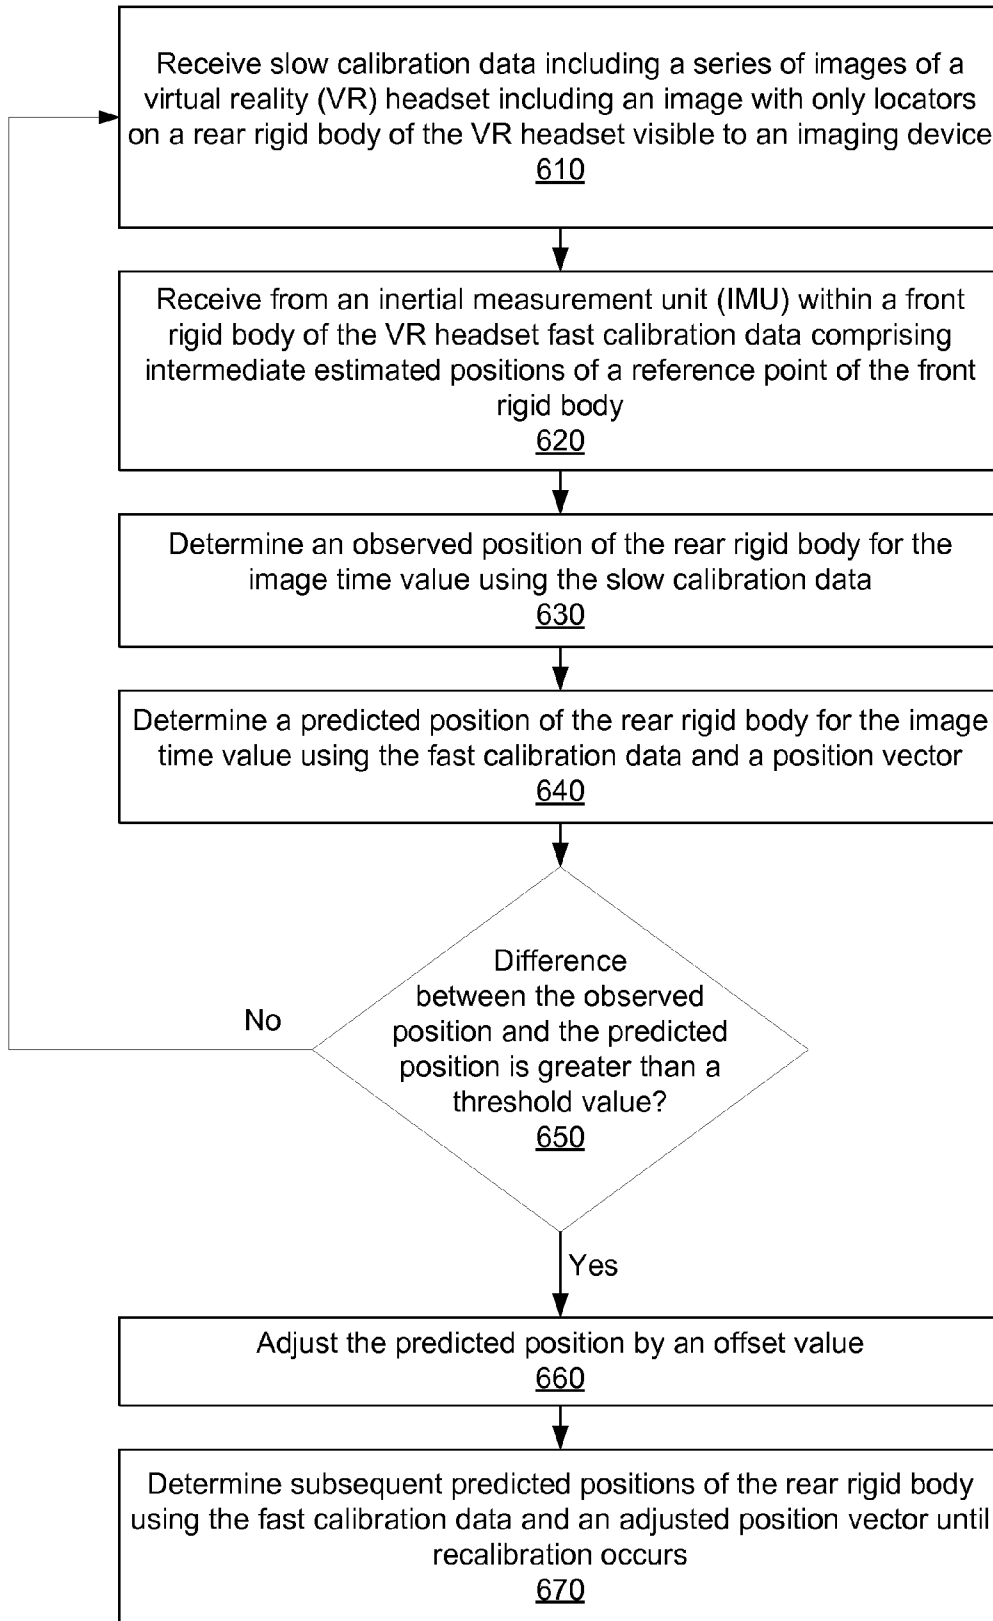 Receive slow calibration data including a series of images of a
virtual reality (VR) headset including an image with only locators
on a rear rigid body of the VR headset visible to an imaging device
610
Receive from an inertial measurement unit (IMU) within a front
rigid body of the VR headset fast calibration data comprising
intermediate estimated positions of a reference point of the front
rigid body
620
Determine an observed position of the rear rigid body for the
image time value using the slow calibration data
630
Determine a predicted position of the rear rigid body for the image
time value using the fast calibration data and a position vector
640
Difference
between the observed
position and the predicted
position is greater than a
threshold value?
650
No
Yes
Adjust the predicted position by an offset value
660
Determine subsequent predicted positions of the rear rigid body
using the fast calibration data and an adjusted position vector until
recalibration occurs
670